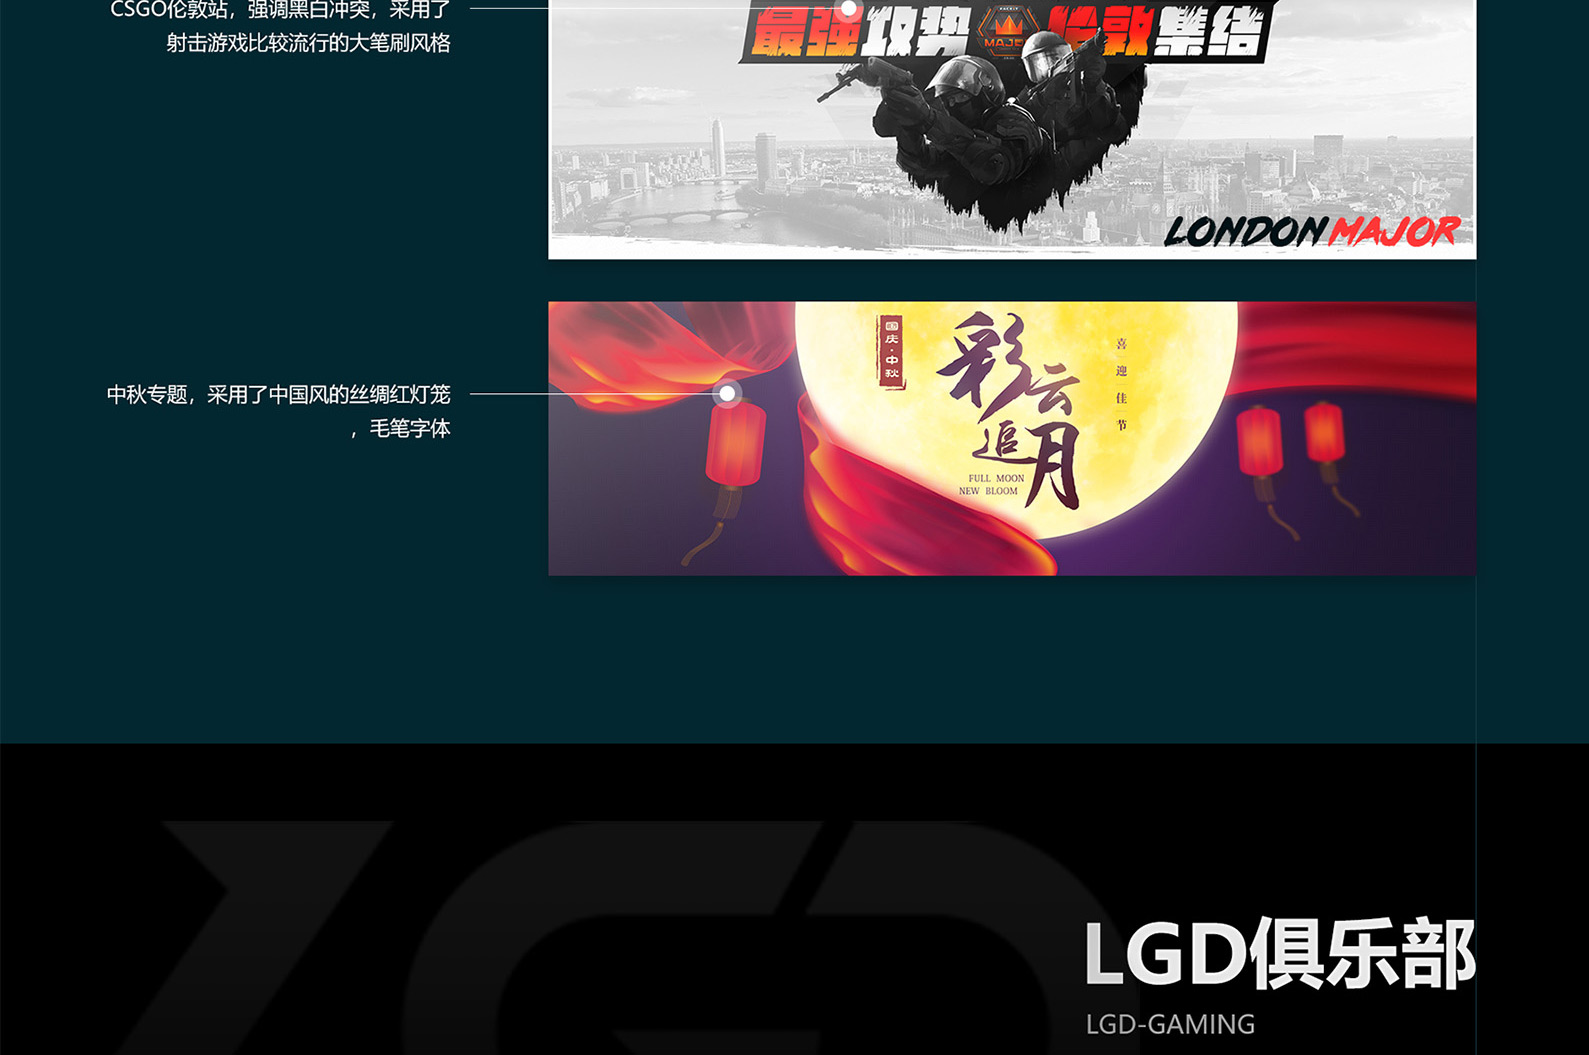 CSGO伦敦站，强调黑白冲突，采用了
射击游戏比较流行的大笔刷风格
最强攻势
MAJOR
伦敦集结
LONDON MAJOR
中秋专题，采用了中国风的丝绸红灯笼
，毛笔字体
国庆·中秋
彩云追月
喜迎佳节
FULL MOON
NEW BLOOM
LGD俱乐部
LGD-GAMING